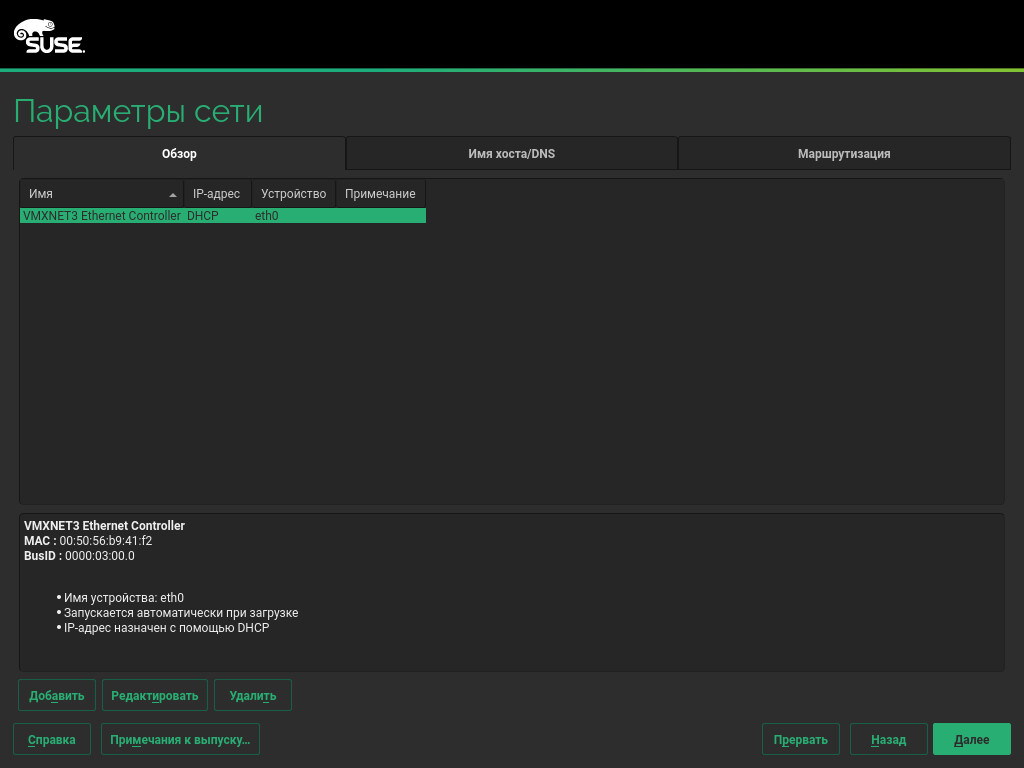 SUSE.
Параметры сети
Обзор Имя хоста/DNS Маршрутизация
Имя IP-адрес Устройство Примечание
VMXNET3 Ethernet Controller DHCP eth0
VMXNET3 Ethernet Controller
MAC : 00:50:56:b9:41:f2
BusID : 0000:03:00.0
• Имя устройства: eth0
• Запускается автоматически при загрузке
• IP-адрес назначен с помощью DHCP
Добавить Редактировать Удалить
Справка Примечания к выпуску... Прервать Назад Далее